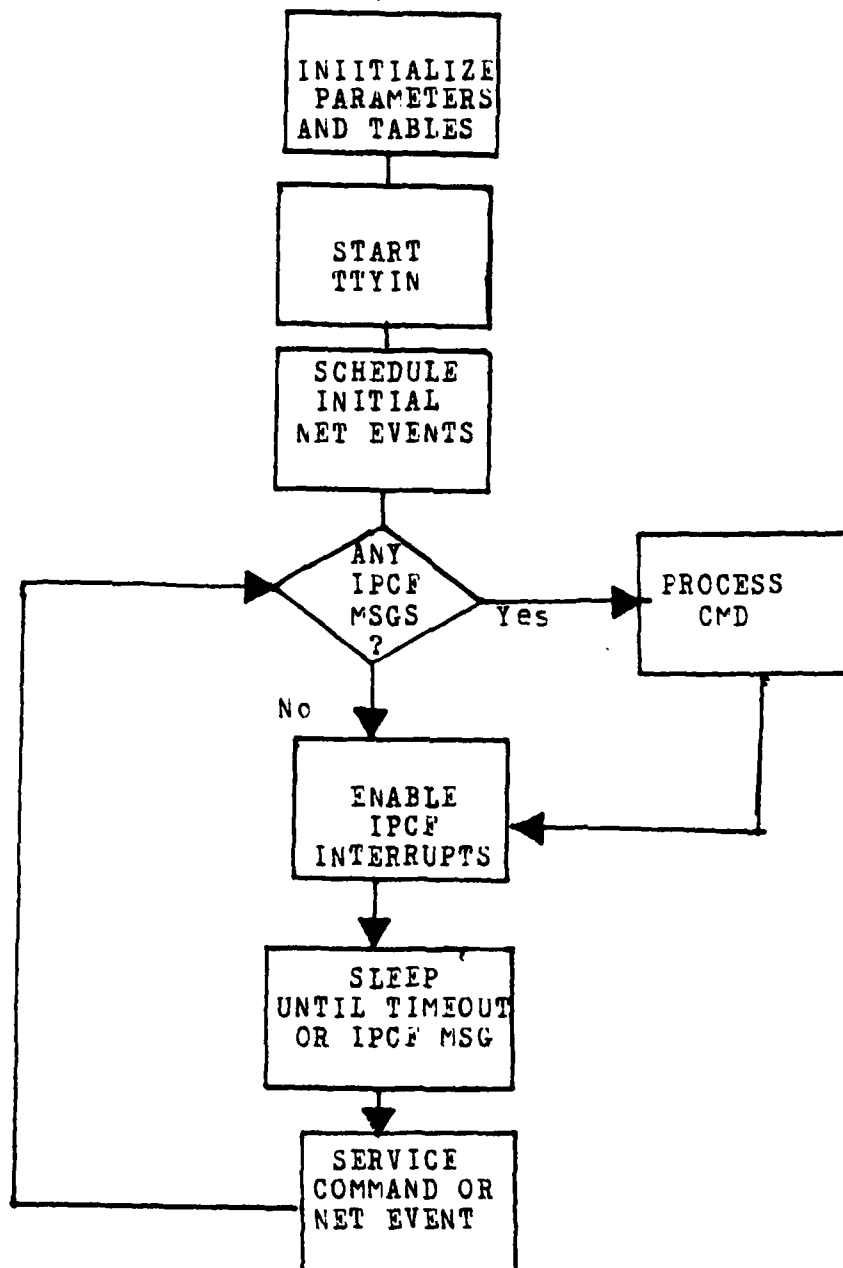 INIITIALIZE
PARAMETERS
AND TABLES
START
TTYIN
SCHEDULE
INITIAL
NET EVENTS
ANY
IPCF
MSGS
?
Yes
PROCESS
CMD
No
ENABLE
IPCF
INTERRUPTS
SLEEP
UNTIL TIMEOUT
OR IPCF MSG
SERVICE
COMMAND OR
NET EVENT